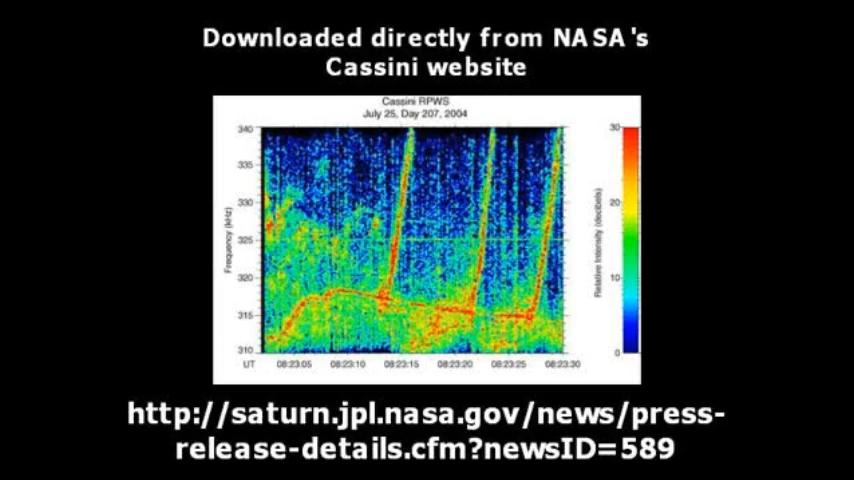 Downloaded directly from NASA's
Cassini website
Cassini RPWS
July 25, Day 207, 2004
340
335
330
325
320
315
310
Frequency (kHz)
UT 08:23:05 08:23:10 08:23:15 08:23:20 08:23:25 08:23:30
30
20
10
0
Relative Intensity (decibels)
http://saturn.jpl.nasa.gov/news/press-
release-details.cfm?newsID=589